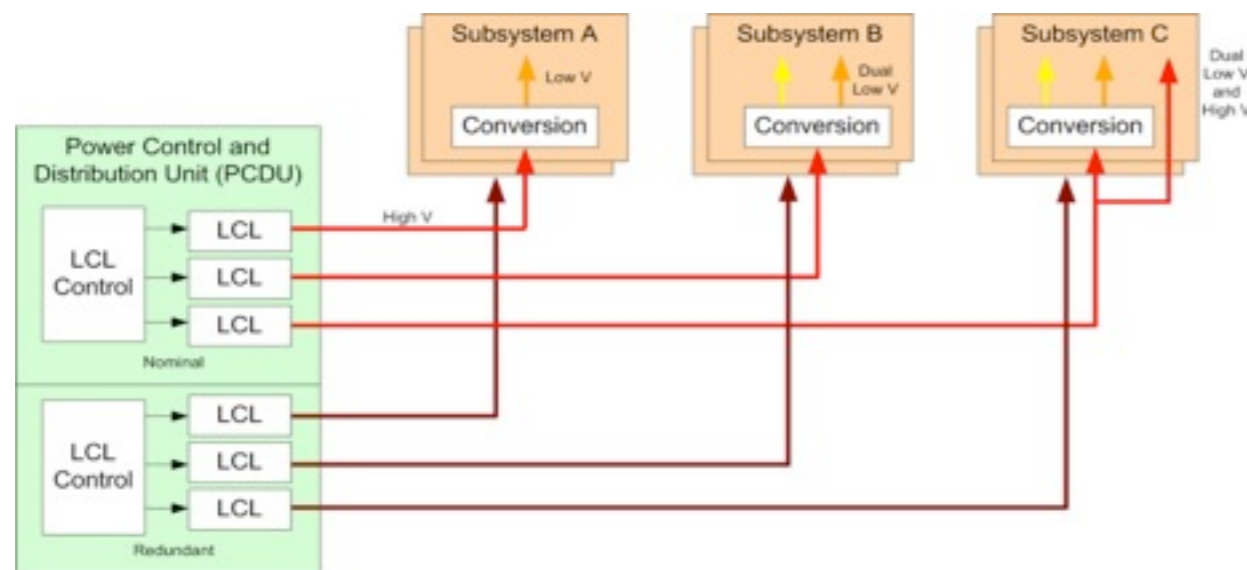 Subsystem A
Low V
Conversion
Subsystem B
Dual
Low V
Conversion
Subsystem C
Conversion
Dual
Low V
and
High V
Power Control and
Distribution Unit (PCDU)
LCL
Control
LCL
LCL
LCL
Nominal
High V
LCL
Control
LCL
LCL
LCL
Redundant